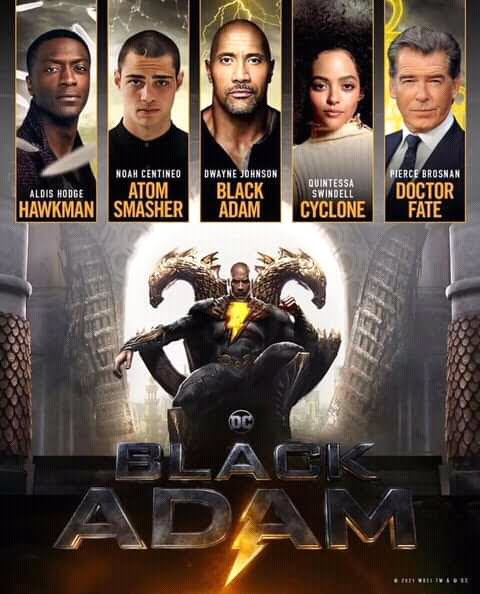 ALDIS HODGE
HAWKMAN
NOAH CENTINEO
ATOM
SMASHER
DWAYNE JOHNSON
BLACK
ADAM
QUINTESSA
SWINDELL
CYCLONE
PIERCE BROSNAN
DOCTOR
FATE
DC
BLACK
ADAM
© 2021 WBEI TM & © DC